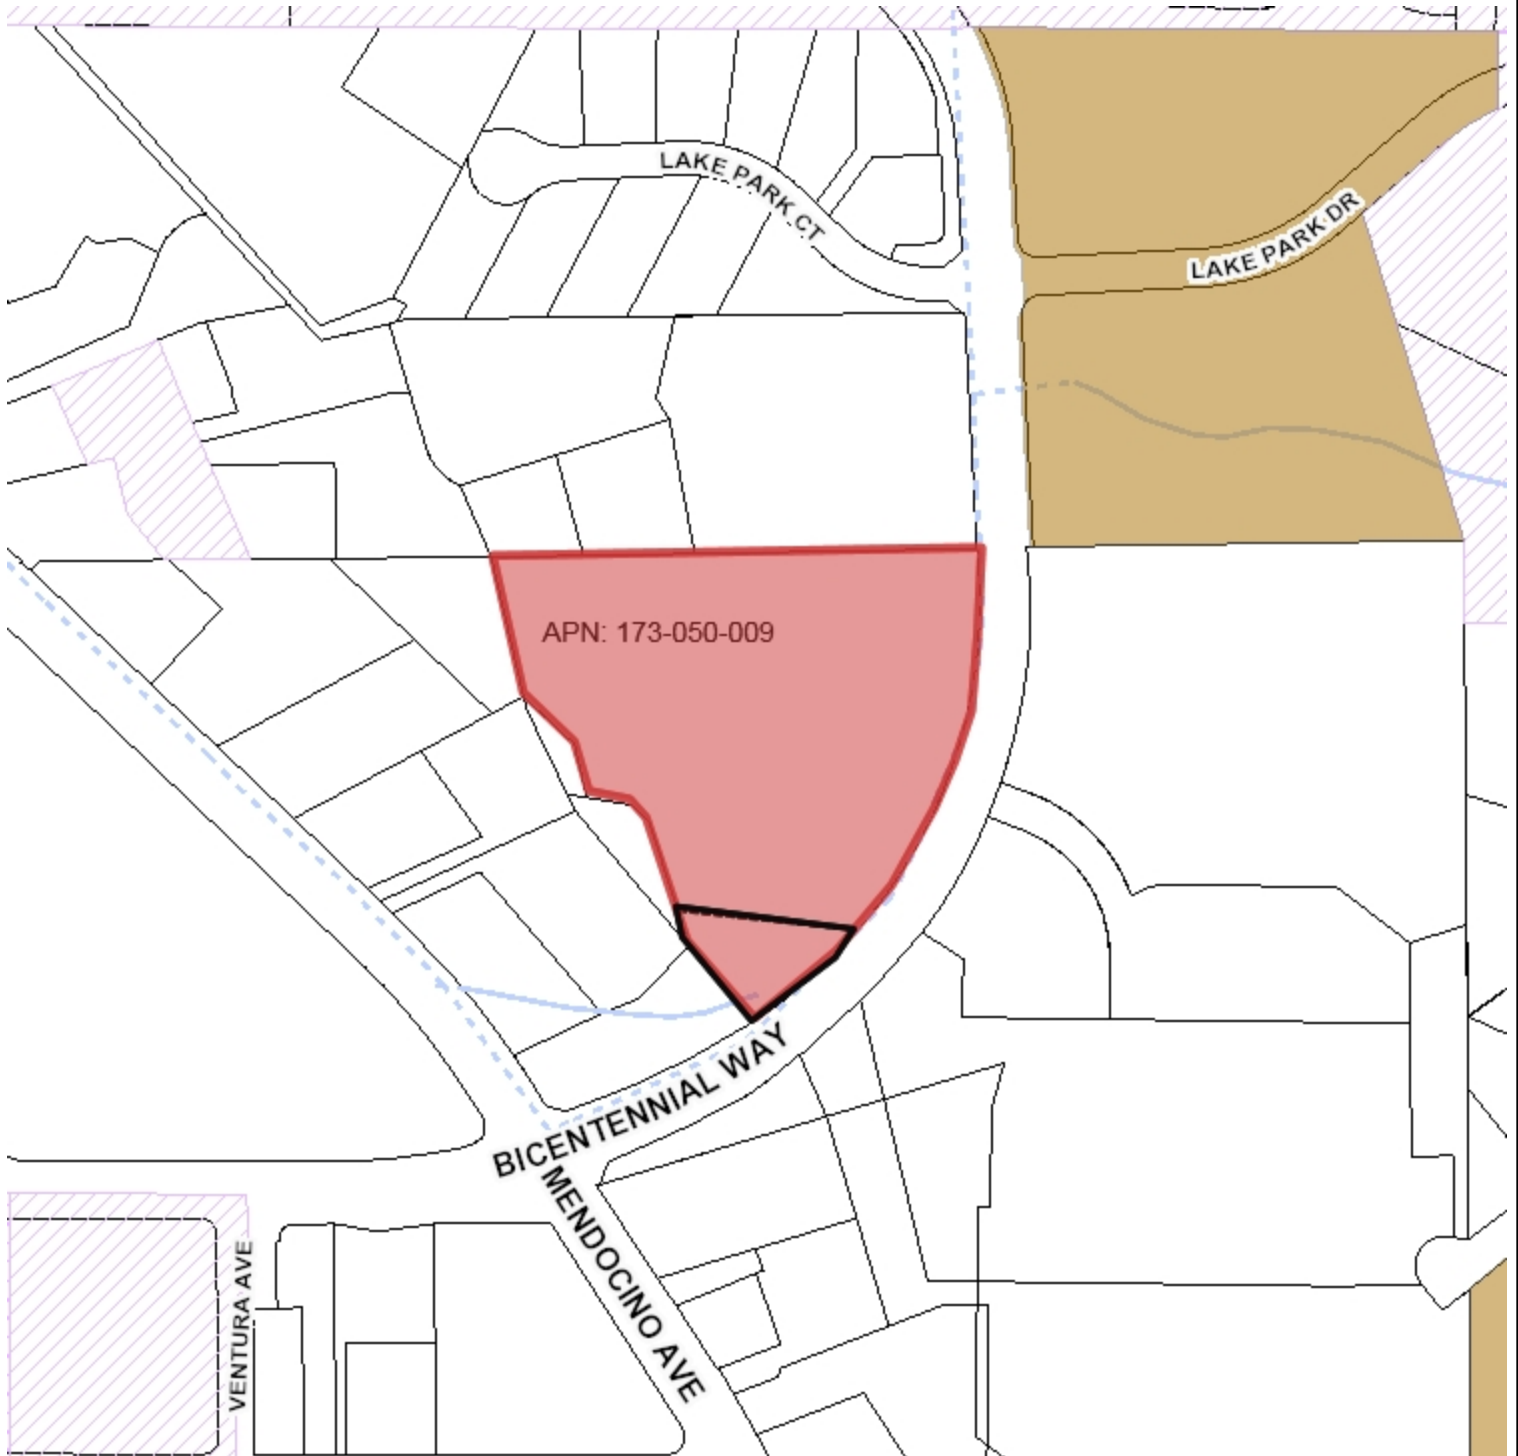 LAKE PARK CT
LAKE PARK DR
APN: 173-050-009
BICENTENNIAL WAY
MENDOCINO AVE
VENTURA AVE